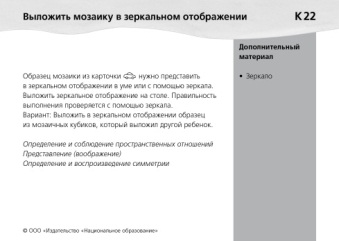 Выложить мозаику в зеркальном отображении K 22
Дополнительный
материал
• Зеркало
Образец мозаики из карточки нужно представить
в зеркальном отображении в уме или с помощью зеркала.
Выложить зеркальное отображение на столе. Правильность
выполнения проверяется с помощью зеркала.
Вариант: Выложить в зеркальном отображении образец
из мозаичных кубиков, который выложил другой ребенок.
Определение и соблюдение пространственных отношений
Представление (воображение)
Определение и воспроизведение симметрии
© ООО «Издательство «Национальное образование»